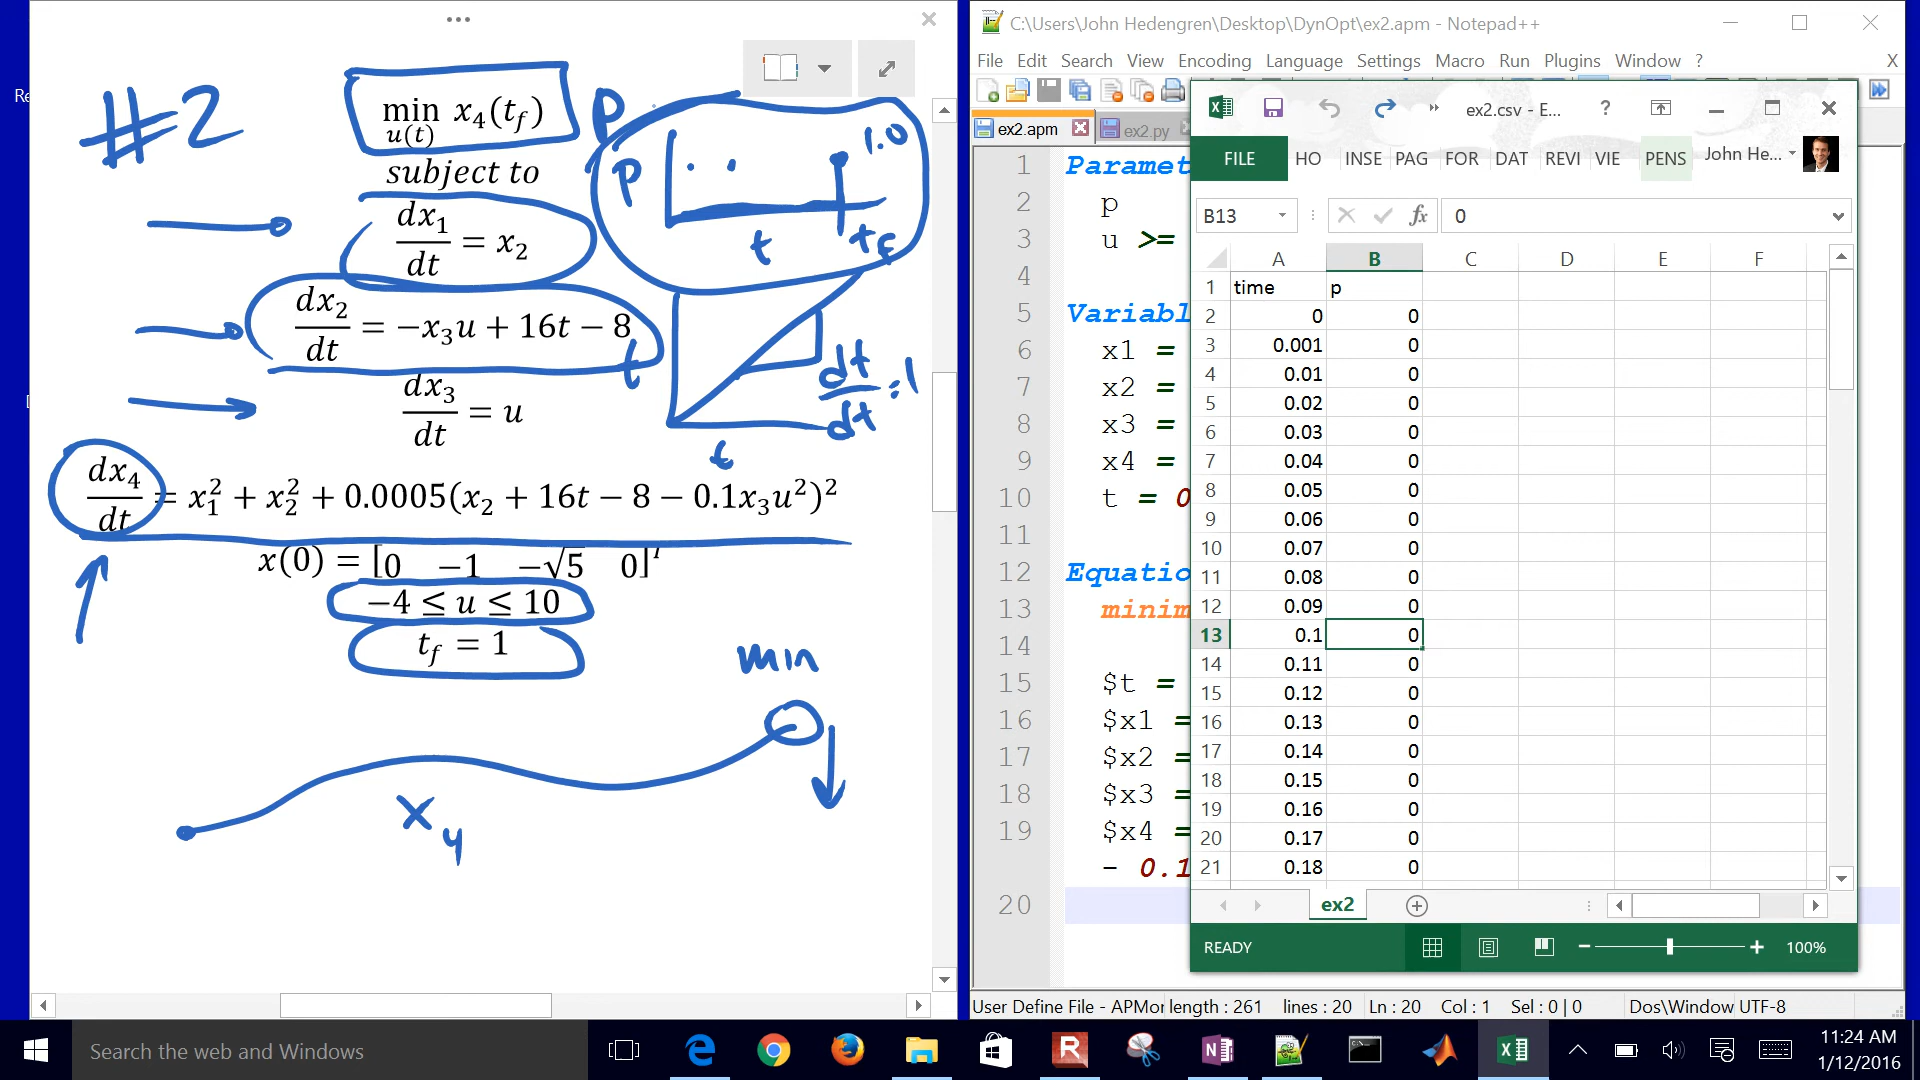 Re
#2
min x₄(t_f)
u(t)
subject to
dx₁/dt = x₂
dx₂/dt = −x₃u + 16t − 8
dx₃/dt = u
dx₄/dt = x₁² + x₂² + 0.0005(x₂ + 16t − 8 − 0.1x₃u²)²
x(0) = [0 −1 −√5 0]ᵀ
−4 ≤ u ≤ 10
t_f = 1
p
p
1.0
t
t_f
t
dt/dt = 1
t
min
x₄
C:\Users\John Hedengren\Desktop\DynOpt\ex2.apm - Notepad++
File Edit Search View Encoding Language Settings Macro Run Plugins Window ? X
ex2.apm ex2.py
1 Paramet
2 p
3 u >=
4
5 Variabl
6 x1 =
7 x2 =
8 x3 =
9 x4 =
10 t = 0
11
12 Equatio
13 minim
14
15 $t =
16 $x1 =
17 $x2 =
18 $x3 =
19 $x4 =
- 0.1
20
ex2.csv - E... ?
FILE HO INSE PAG FOR DAT REVI VIE PENS John He...
B13 fx 0
A B C D E F
1 time p
2 0 0
3 0.001 0
4 0.01 0
5 0.02 0
6 0.03 0
7 0.04 0
8 0.05 0
9 0.06 0
10 0.07 0
11 0.08 0
12 0.09 0
13 0.1 0
14 0.11 0
15 0.12 0
16 0.13 0
17 0.14 0
18 0.15 0
19 0.16 0
20 0.17 0
21 0.18 0
ex2
READY 100%
User Define File - APMor length : 261 lines : 20 Ln : 20 Col : 1 Sel : 0 | 0 Dos\Window UTF-8
Search the web and Windows
11:24 AM
1/12/2016